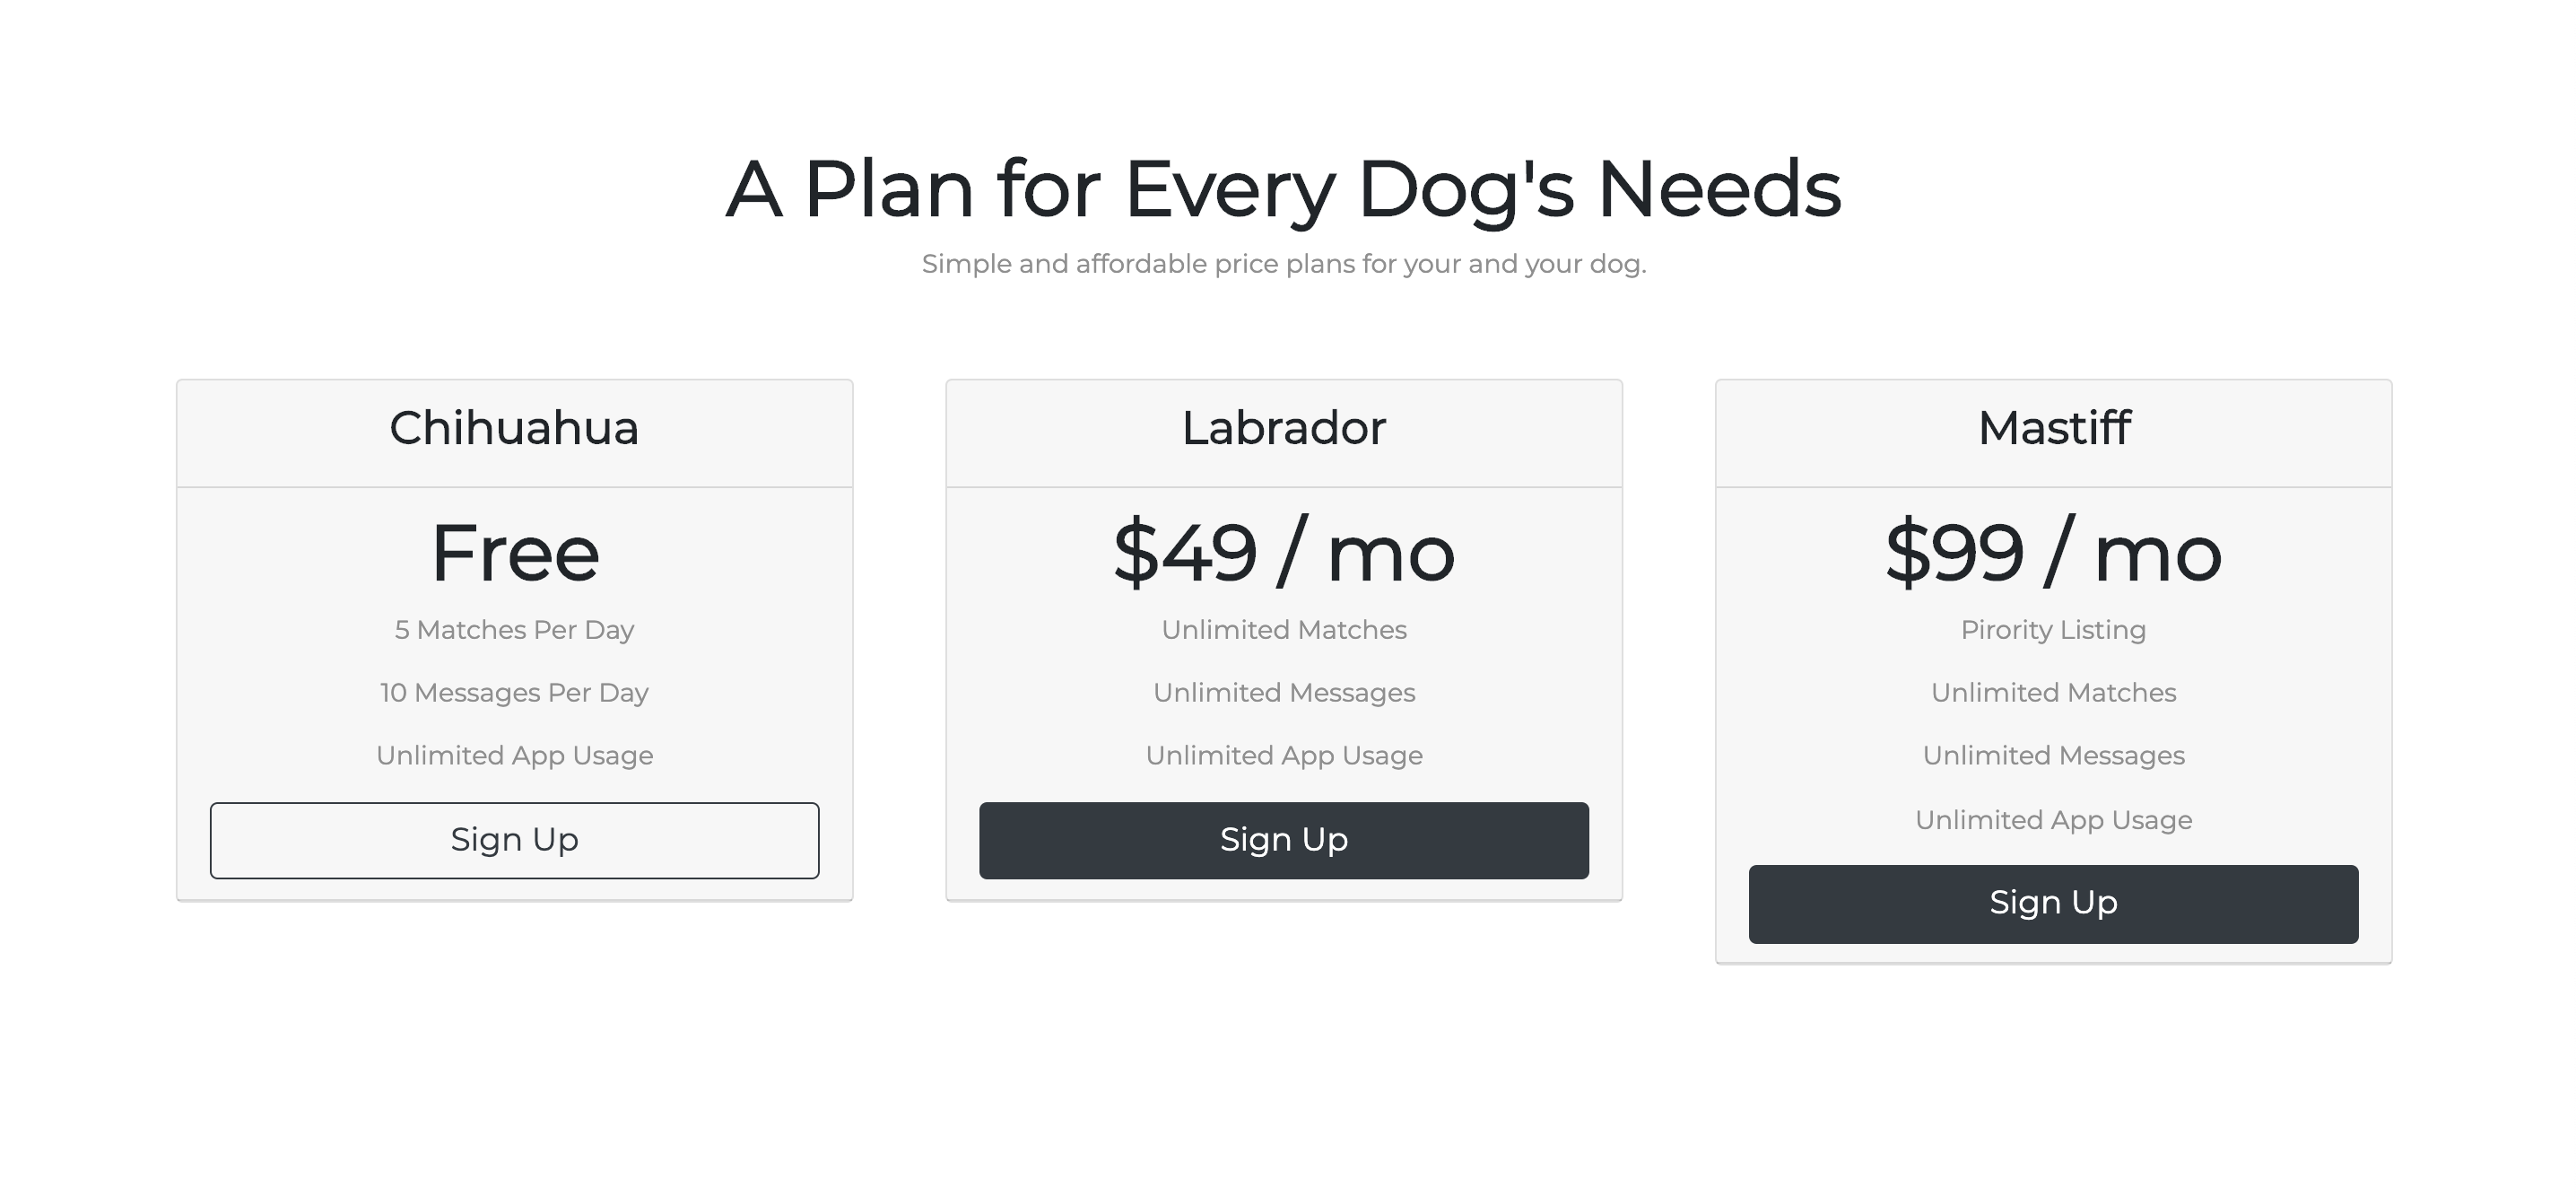 A Plan for Every Dog's Needs
Simple and affordable price plans for your and your dog.
Chihuahua
Free
5 Matches Per Day
10 Messages Per Day
Unlimited App Usage
Sign Up
Labrador
$49 / mo
Unlimited Matches
Unlimited Messages
Unlimited App Usage
Sign Up
Mastiff
$99 / mo
Pirority Listing
Unlimited Matches
Unlimited Messages
Unlimited App Usage
Sign Up